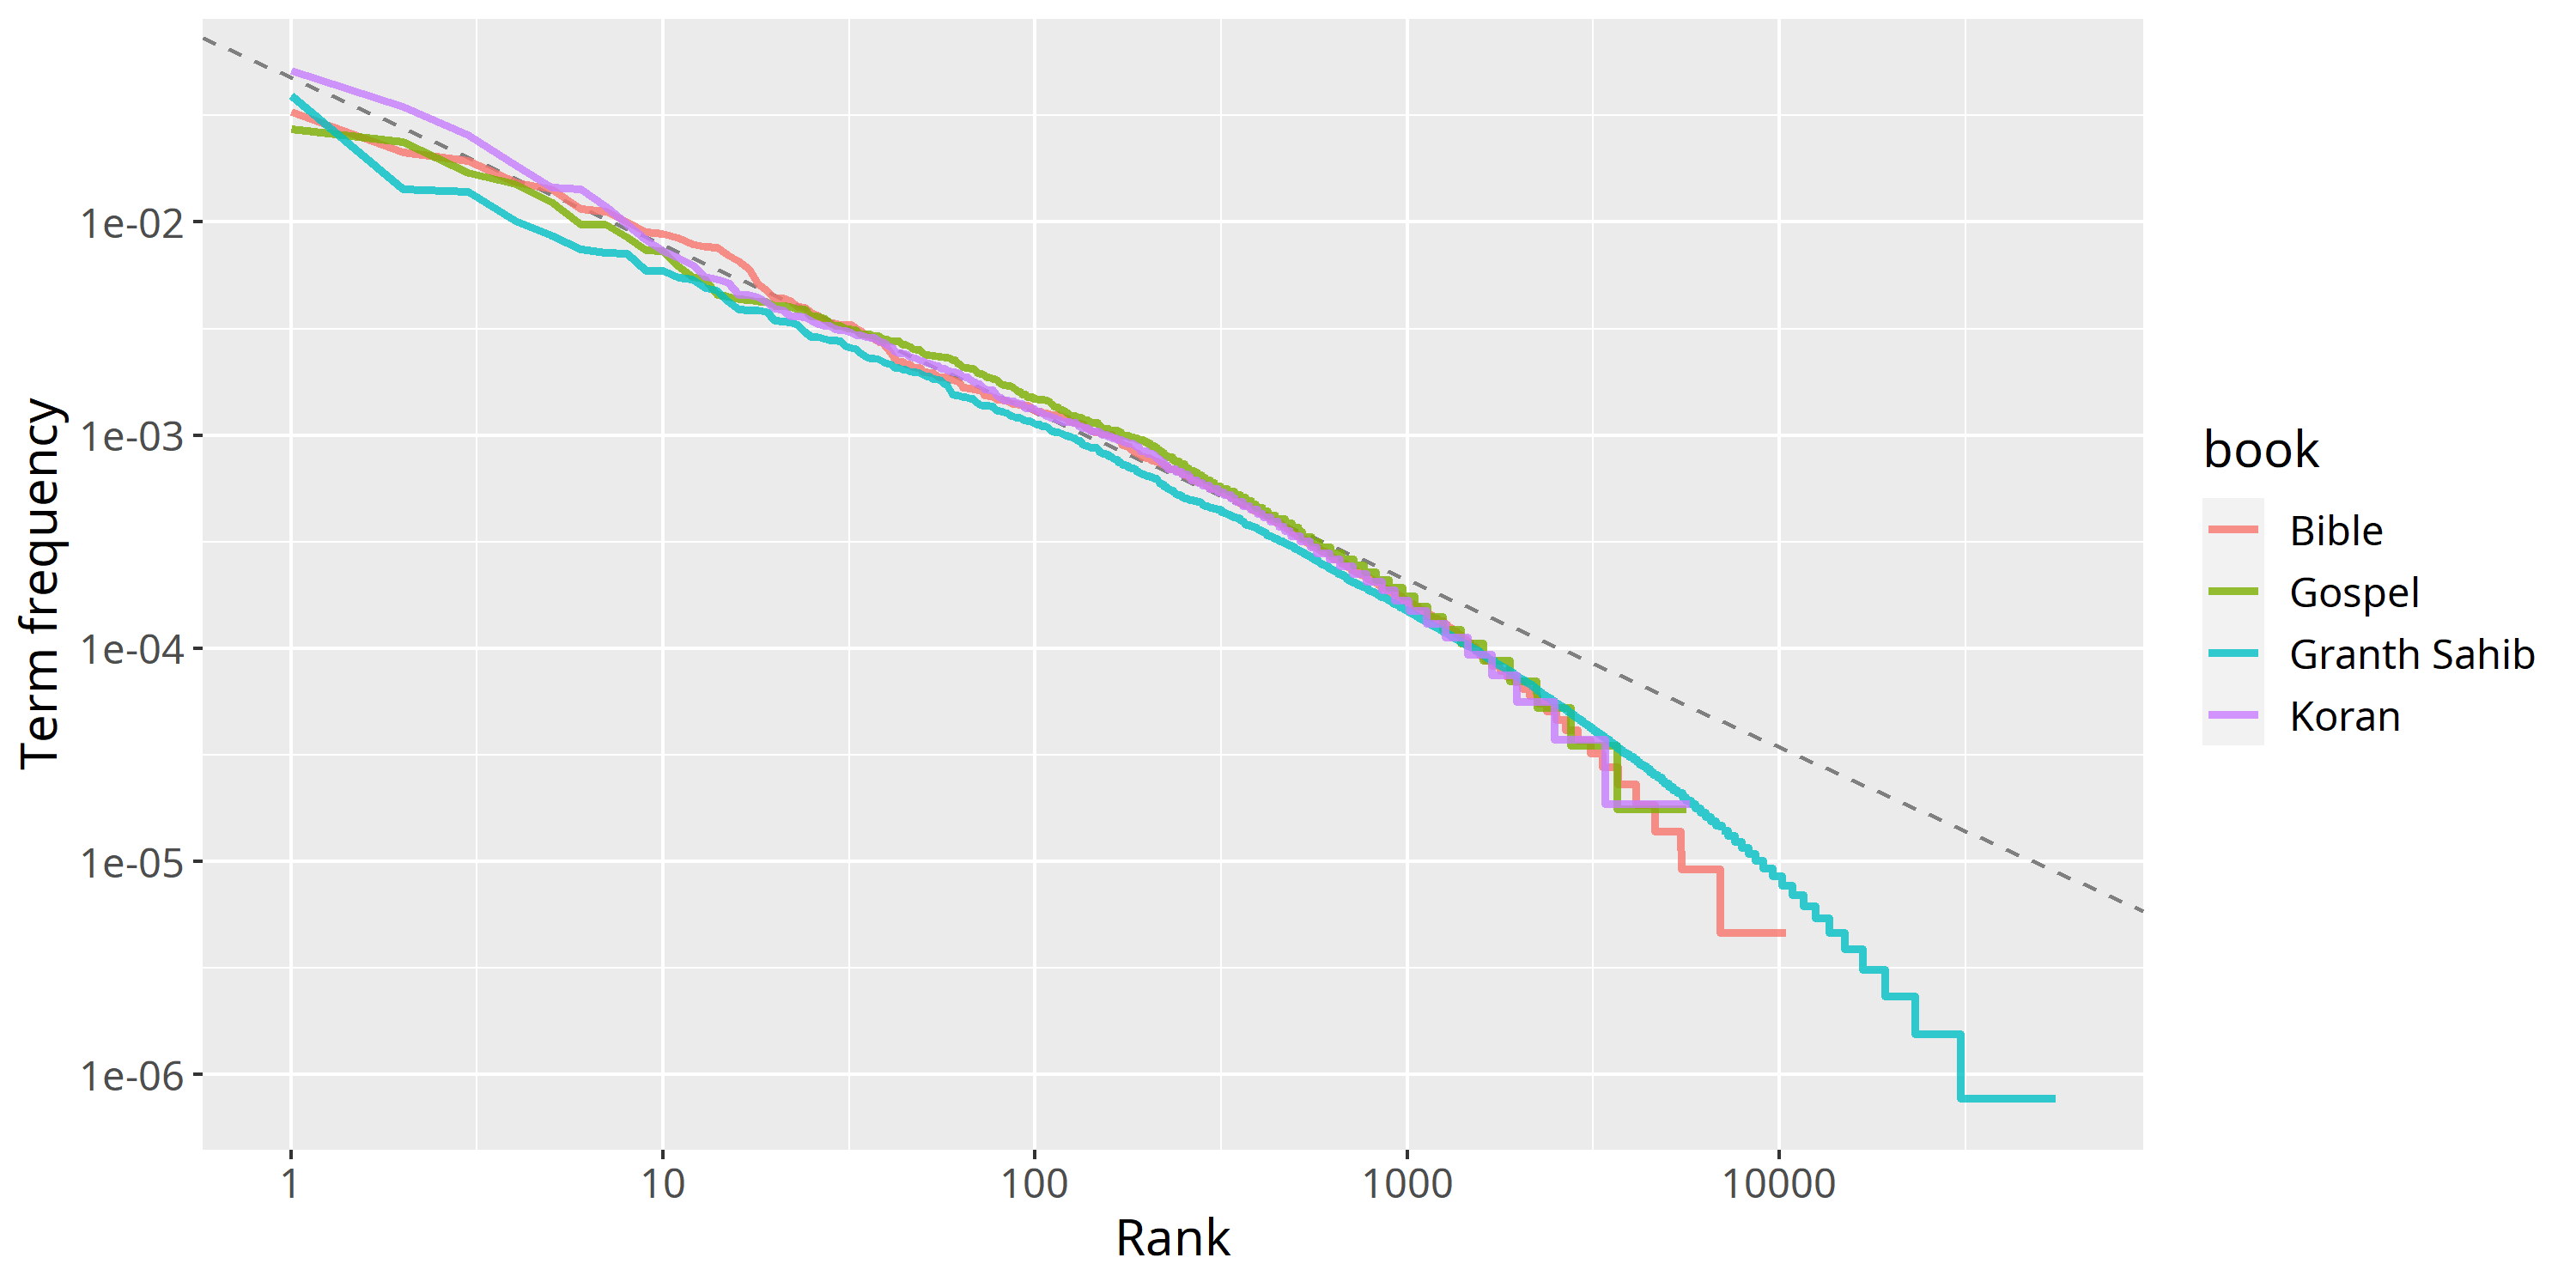 Term frequency
1e-02
1e-03
1e-04
1e-05
1e-06
1
10
100
1000
10000
Rank
book
Bible
Gospel
Granth Sahib
Koran